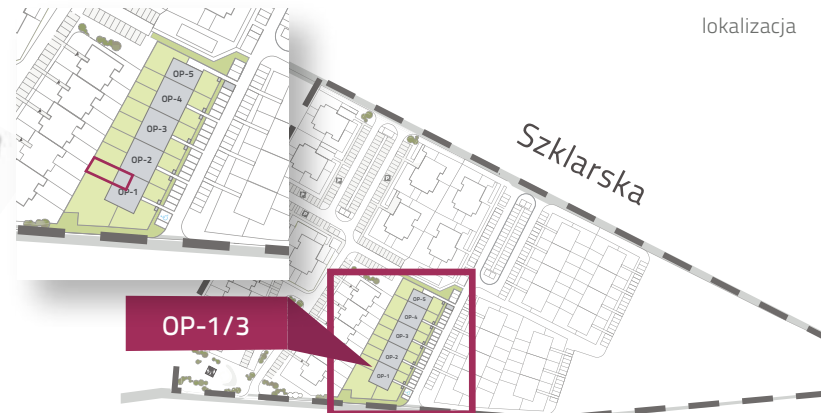 lokalizacja
OP-5
OP-4
OP-3
OP-2
OP-1
Szklarska
OP-1/3
OP-5
OP-4
OP-3
OP-2
OP-1